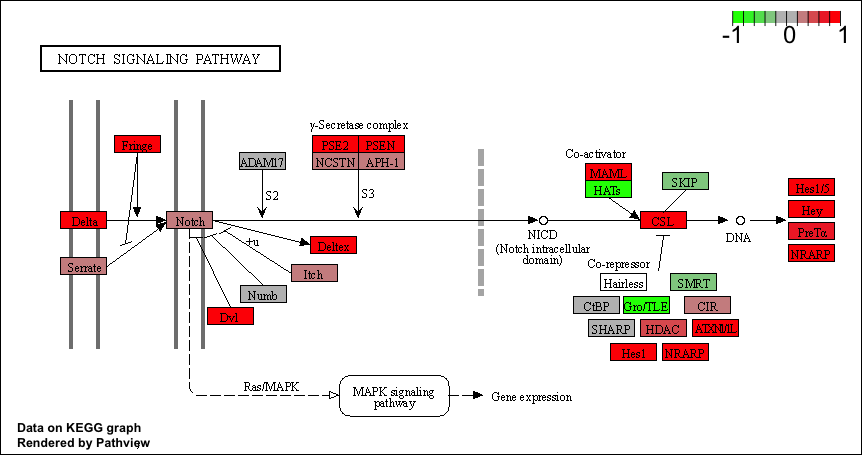 -1 0 1
NOTCH SIGNALING PATHWAY
Fringe
γ-Secretase complex
PSE2 PSEN
NCSTN APH-1
ADAM17
S2
S3
Co-activator
MAML
HATs
SKIP
Delta
Notch
CSL
NICD
(Notch intracellular
domain)
DNA
Hes1/5
Hey
PreTα
NRARP
Serrate
+u
Deltex
Itch
Numb
Dvl
Co-repressor
Hairless
SMRT
CtBP
Gro/TLE
CIR
SHARP
HDAC
ATXN1/1L
Hes1
NRARP
Ras/MAPK
MAPK signaling
pathway
Gene expression
Data on KEGG graph
Rendered by Pathview